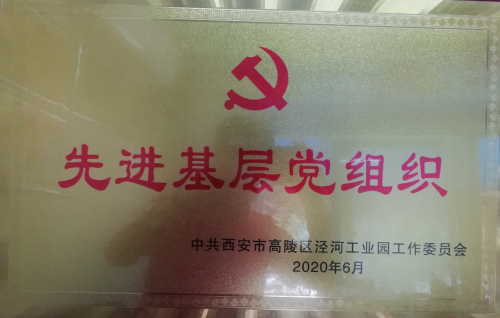 先进基层党组织
中共西安市高陵区泾河工业园工作委员会
2020年6月